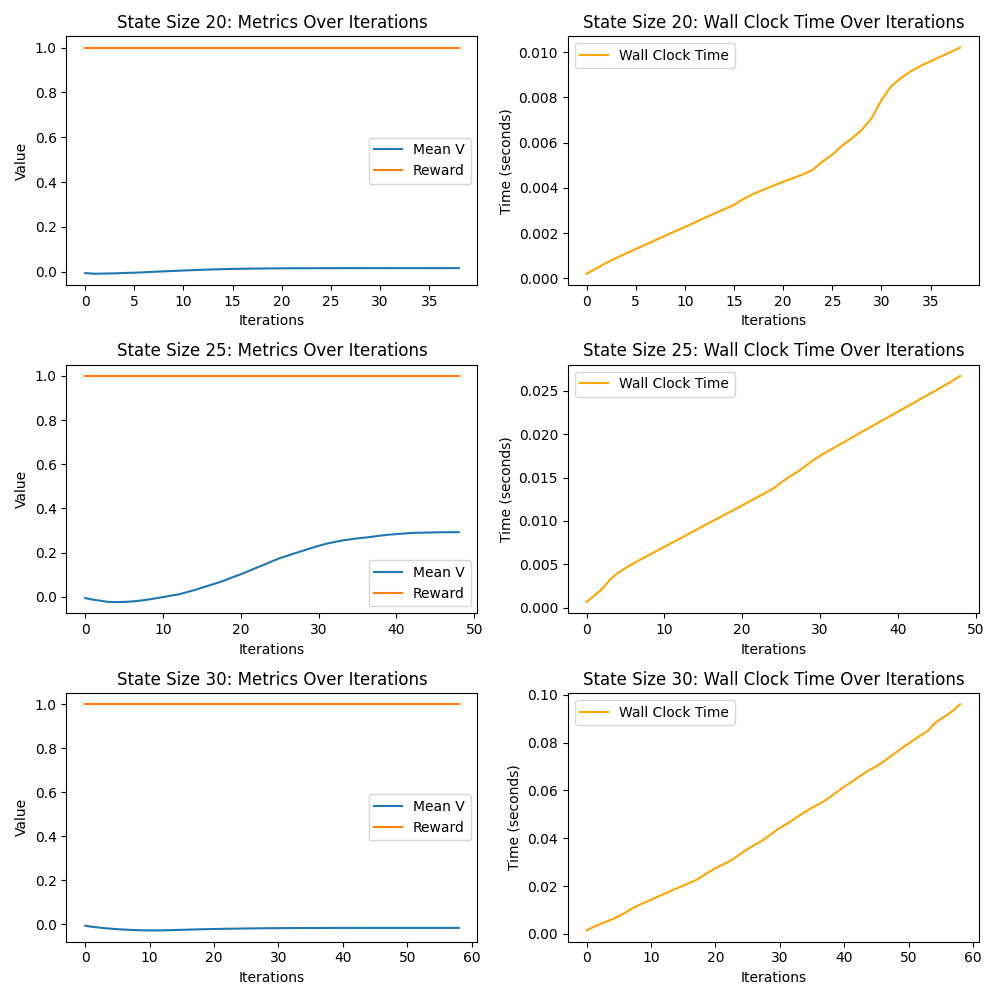 State Size 20: Metrics Over Iterations
1.0
0.8
0.6
0.4
0.2
0.0
Value
Mean V
Reward
0 5 10 15 20 25 30 35
Iterations
State Size 20: Wall Clock Time Over Iterations
0.010
0.008
0.006
0.004
0.002
0.000
Time (seconds)
Wall Clock Time
0 5 10 15 20 25 30 35
Iterations
State Size 25: Metrics Over Iterations
1.0
0.8
0.6
0.4
0.2
0.0
Value
Mean V
Reward
0 10 20 30 40 50
Iterations
State Size 25: Wall Clock Time Over Iterations
0.025
0.020
0.015
0.010
0.005
0.000
Time (seconds)
Wall Clock Time
0 10 20 30 40 50
Iterations
State Size 30: Metrics Over Iterations
1.0
0.8
0.6
0.4
0.2
0.0
Value
Mean V
Reward
0 10 20 30 40 50 60
Iterations
State Size 30: Wall Clock Time Over Iterations
0.10
0.08
0.06
0.04
0.02
0.00
Time (seconds)
Wall Clock Time
0 10 20 30 40 50 60
Iterations